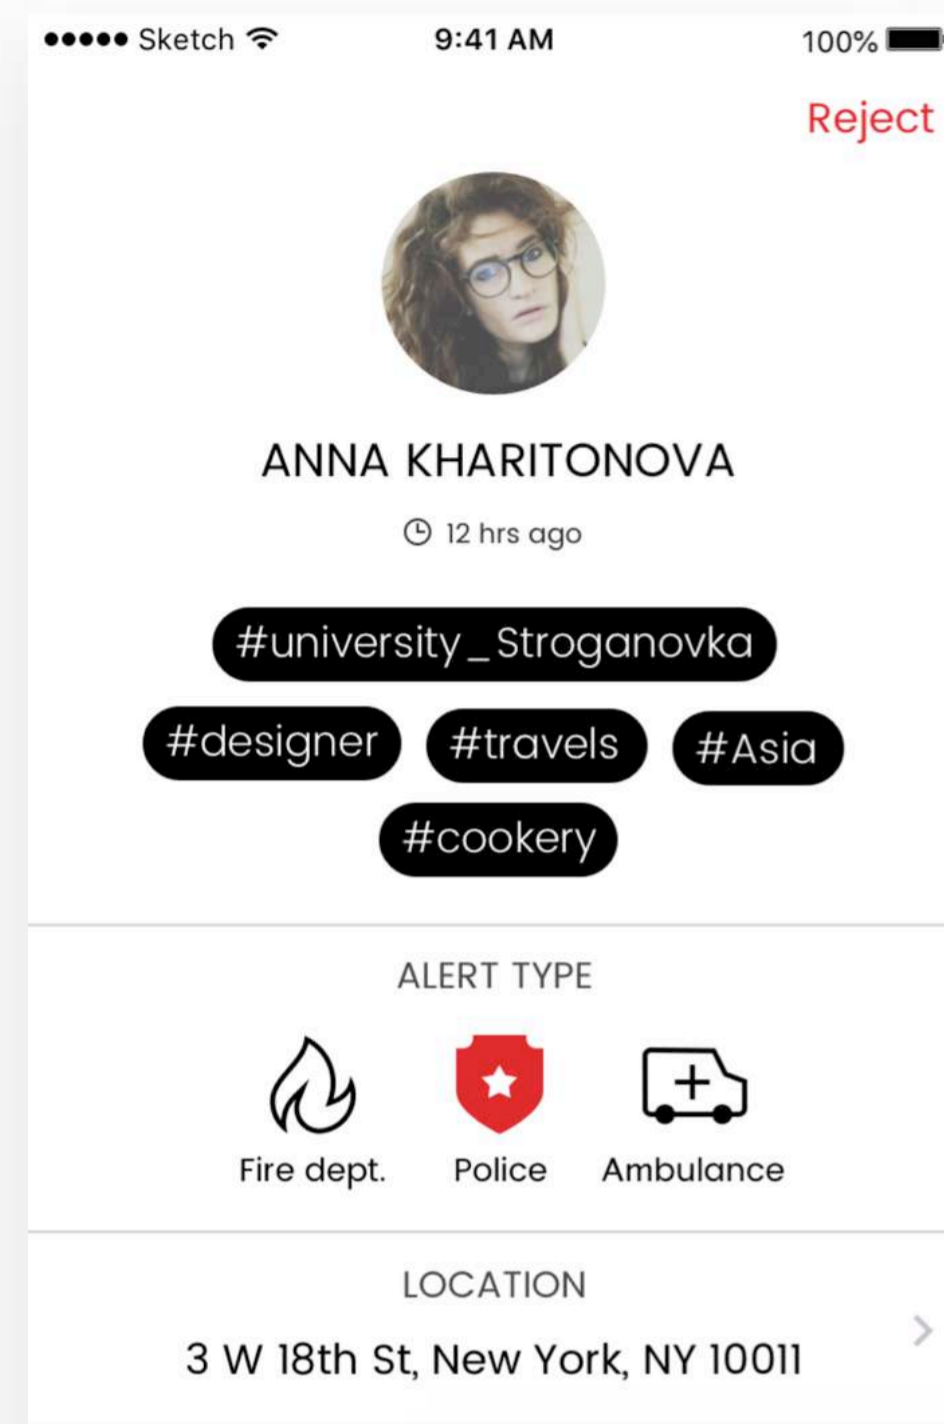 Sketch 9:41 AM 100%
Reject
ANNA KHARITONOVA
12 hrs ago
#university_Stroganovka
#designer #travels #Asia
#cookery
ALERT TYPE
Fire dept. Police Ambulance
LOCATION
3 W 18th St, New York, NY 10011